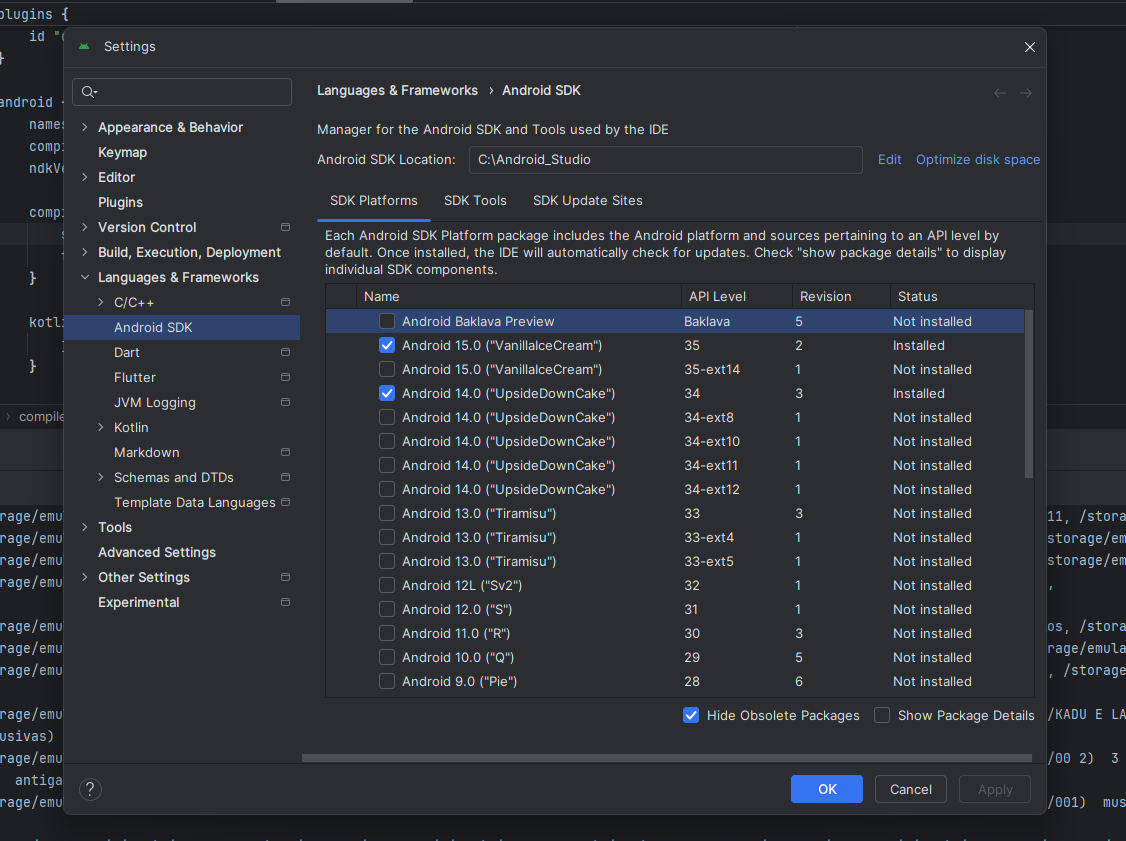 plugins {
id "
}
Settings
android {
names
compi
ndkVe
compi
s
}
kotli
}
compile
Appearance & Behavior
Keymap
Editor
Plugins
Version Control
Build, Execution, Deployment
Languages & Frameworks
C/C++
Android SDK
Dart
Flutter
JVM Logging
Kotlin
Markdown
Schemas and DTDs
Template Data Languages
Tools
Advanced Settings
Other Settings
Experimental
Languages & Frameworks › Android SDK
Manager for the Android SDK and Tools used by the IDE
Android SDK Location: C:\Android_Studio Edit Optimize disk space
SDK Platforms SDK Tools SDK Update Sites
Each Android SDK Platform package includes the Android platform and sources pertaining to an API level by
default. Once installed, the IDE will automatically check for updates. Check "show package details" to display
individual SDK components.
Name API Level Revision Status
Android Baklava Preview Baklava 5 Not installed
Android 15.0 ("VanillaIceCream") 35 2 Installed
Android 15.0 ("VanillaIceCream") 35-ext14 1 Not installed
Android 14.0 ("UpsideDownCake") 34 3 Installed
Android 14.0 ("UpsideDownCake") 34-ext8 1 Not installed
Android 14.0 ("UpsideDownCake") 34-ext10 1 Not installed
Android 14.0 ("UpsideDownCake") 34-ext11 1 Not installed
Android 14.0 ("UpsideDownCake") 34-ext12 1 Not installed
Android 13.0 ("Tiramisu") 33 3 Not installed
Android 13.0 ("Tiramisu") 33-ext4 1 Not installed
Android 13.0 ("Tiramisu") 33-ext5 1 Not installed
Android 12L ("Sv2") 32 1 Not installed
Android 12.0 ("S") 31 1 Not installed
Android 11.0 ("R") 30 3 Not installed
Android 10.0 ("Q") 29 5 Not installed
Android 9.0 ("Pie") 28 6 Not installed
Hide Obsolete Packages Show Package Details
? OK Cancel Apply
rage/emu
rage/emu
rage/emu
rage/emu
rage/emu
rage/emu
rage/emu
rage/emu
usivas)
rage/emu
antiga
rage/emu
11, /stora
storage/em
storage/em
,
os, /stora
rage/emula
, /storage
/KADU E LA
/00 2) 3
/001) mus